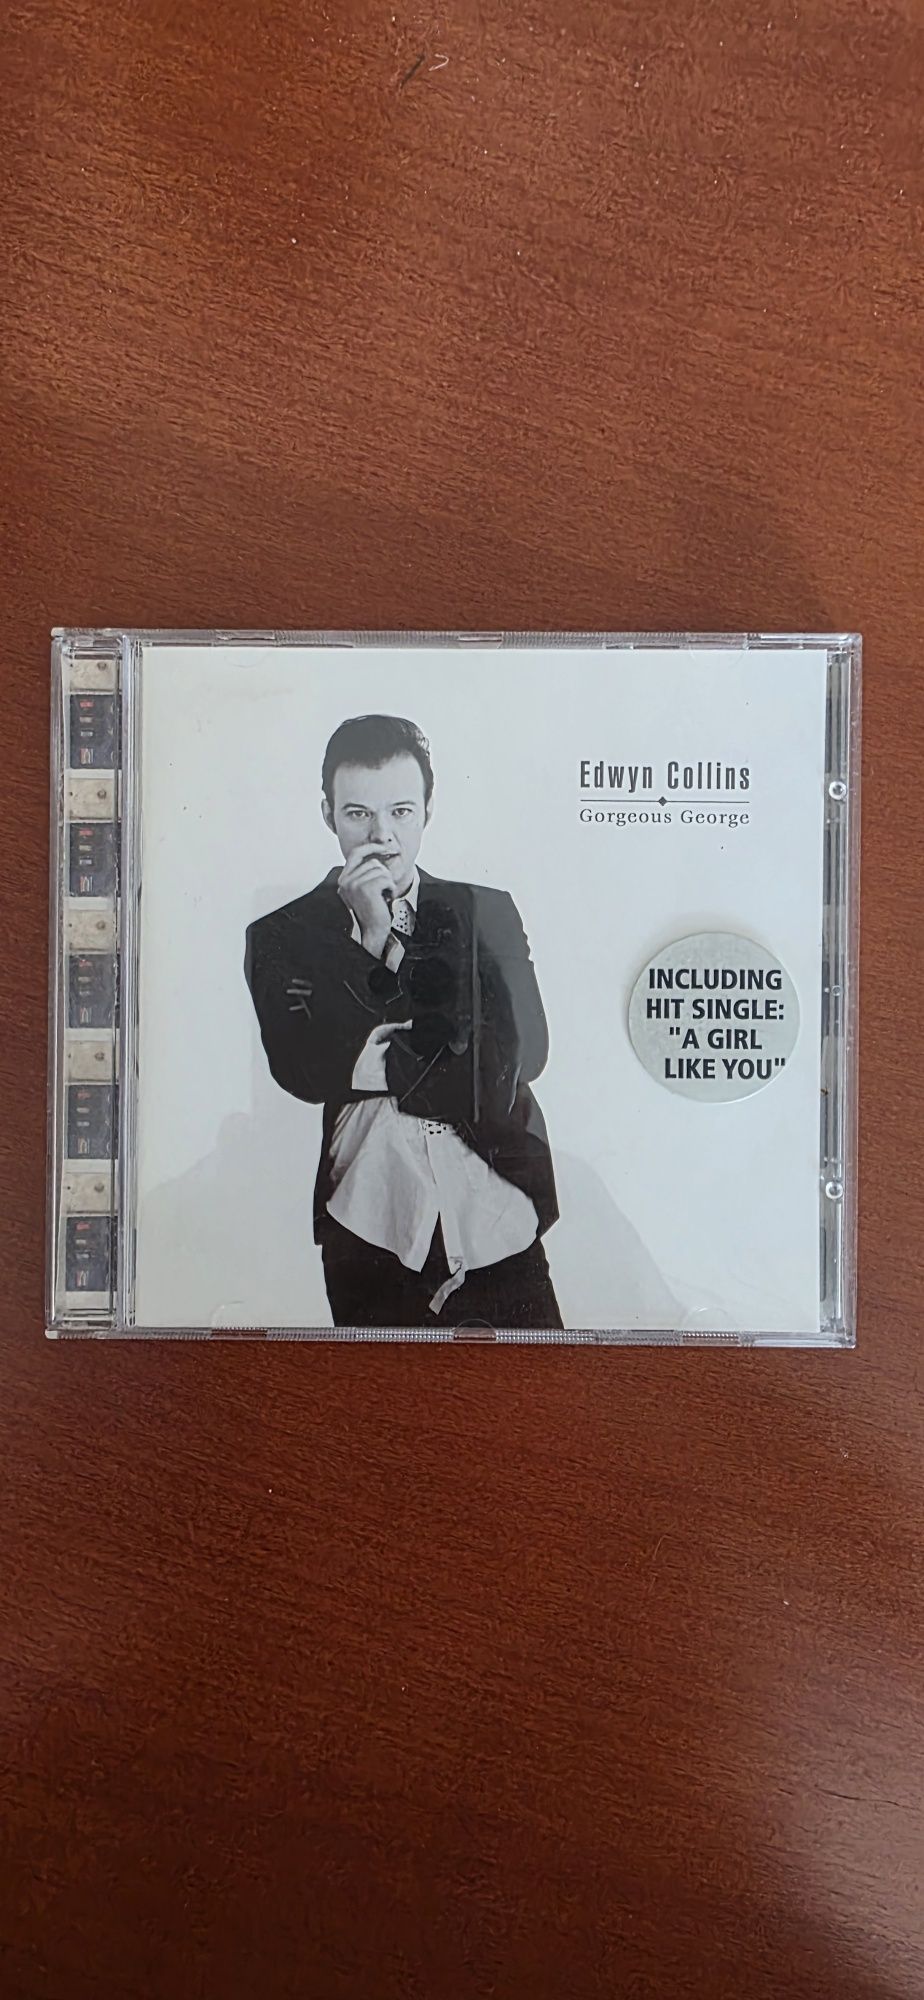 Edwyn Collins
Gorgeous George
INCLUDING
HIT SINGLE:
"A GIRL
LIKE YOU"